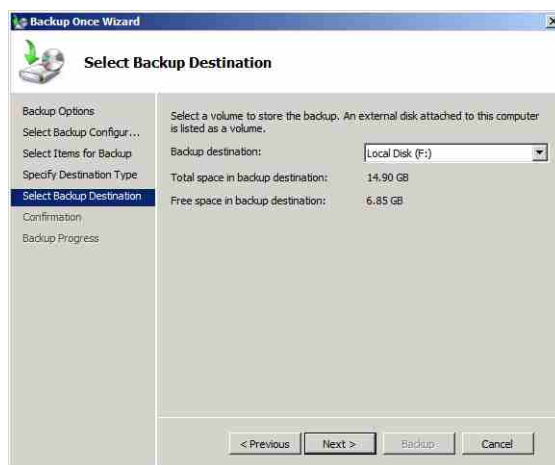 Backup Once Wizard
Select Backup Destination
Backup Options
Select Backup Configur...
Select Items for Backup
Specify Destination Type
Select Backup Destination
Confirmation
Backup Progress
Select a volume to store the backup. An external disk attached to this computer
is listed as a volume.
Backup destination: Local Disk (F:)
Total space in backup destination: 14.90 GB
Free space in backup destination: 6.85 GB
< Previous Next > Backup Cancel